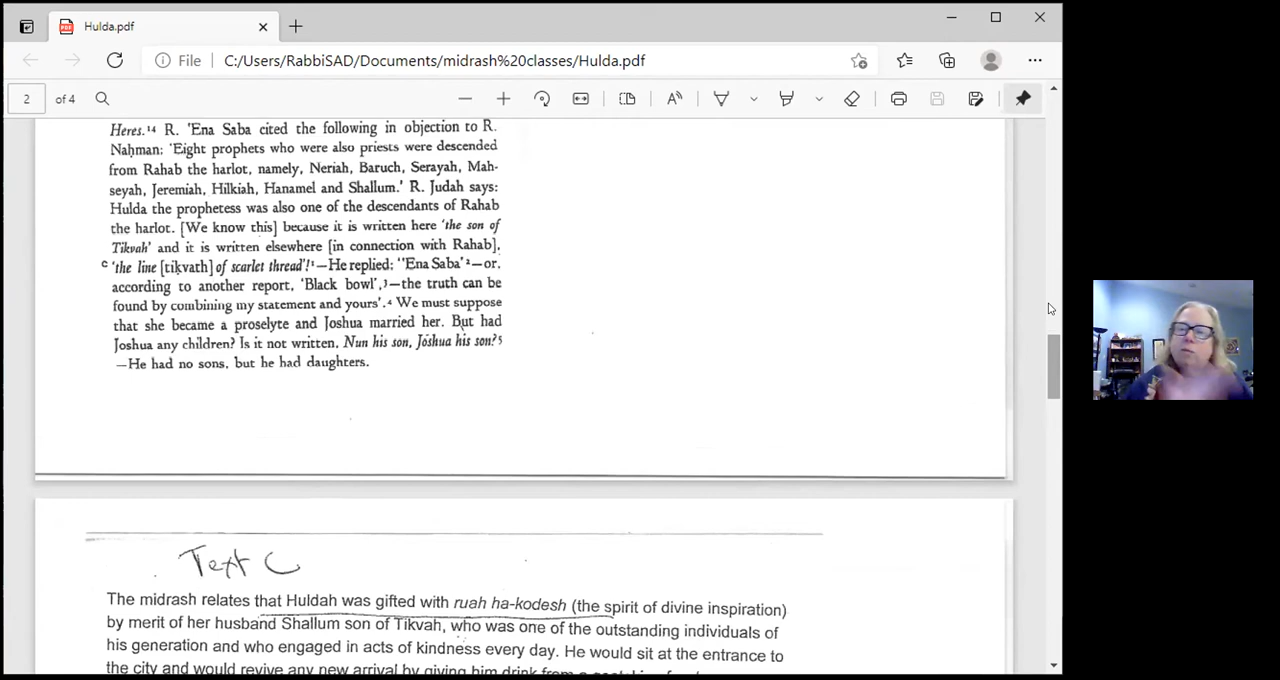 Hulda.pdf
File
C:/Users/RabbiSAD/Documents/midrash%20classes/Hulda.pdf
2 of 4
Heres.¹⁴ R. 'Ena Saba cited the following in objection to R.
Naḥman: 'Eight prophets who were also priests were descended
from Rahab the harlot, namely, Neriah, Baruch, Serayah, Mah-
seyah, Jeremiah, Hilkiah, Hanamel and Shallum.' R. Judah says:
Hulda the prophetess was also one of the descendants of Rahab
the harlot. [We know this] because it is written here 'the son of
Tikvah' and it is written elsewhere [in connection with Rahab],
c 'the line [tiḳvath] of scarlet thread'!¹—He replied: ''Ena Saba'²—or,
according to another report, 'Black bowl',³—the truth can be
found by combining my statement and yours'.⁴ We must suppose
that she became a proselyte and Joshua married her. But had
Joshua any children? Is it not written, Nun his son, Joshua his son?⁵
—He had no sons, but he had daughters.
Text C
The midrash relates that Huldah was gifted with ruah ha-kodesh (the spirit of divine inspiration)
by merit of her husband Shallum son of Tikvah, who was one of the outstanding individuals of
his generation and who engaged in acts of kindness every day. He would sit at the entrance to
the city and would revive any new arrival by giving him drink from a